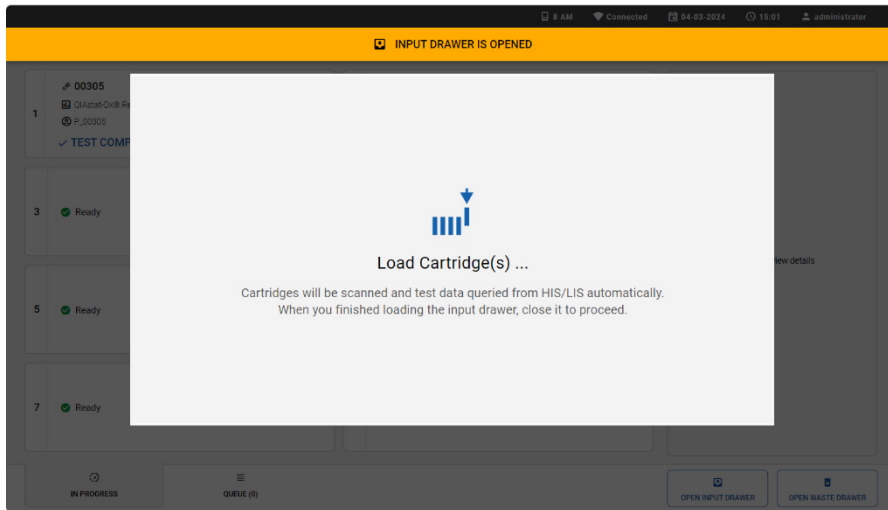 8 AM Connected 04-03-2024 15:01 administrator
INPUT DRAWER IS OPENED
00305
1
QIAstat-Dx® Re
P_00305
TEST COMP
3 Ready
Load Cartridge(s) ...
iew details
Cartridges will be scanned and test data queried from HIS/LIS automatically.
5 Ready
When you finished loading the input drawer, close it to proceed.
7 Ready
IN PROGRESS QUEUE (0)
OPEN INPUT DRAWER OPEN WASTE DRAWER